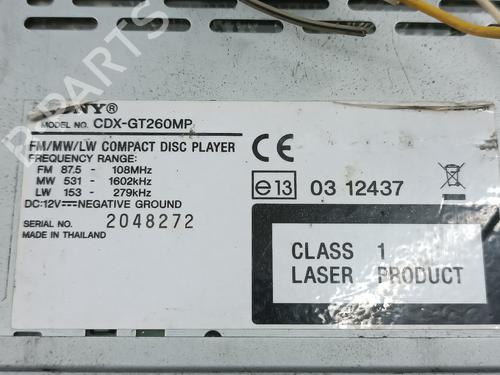 SONY®
MODEL NO. CDX-GT260MP
FM/MW/LW COMPACT DISC PLAYER
FREQUENCY RANGE:
FM 87.5 - 108MHz
MW 531 - 1602kHz
LW 153 - 279kHz
DC:12V⎓NEGATIVE GROUND
SERIAL NO. 2048272
MADE IN THAILAND
CE
e13 03 12437
CLASS 1
LASER PRODUCT
B-PARTS